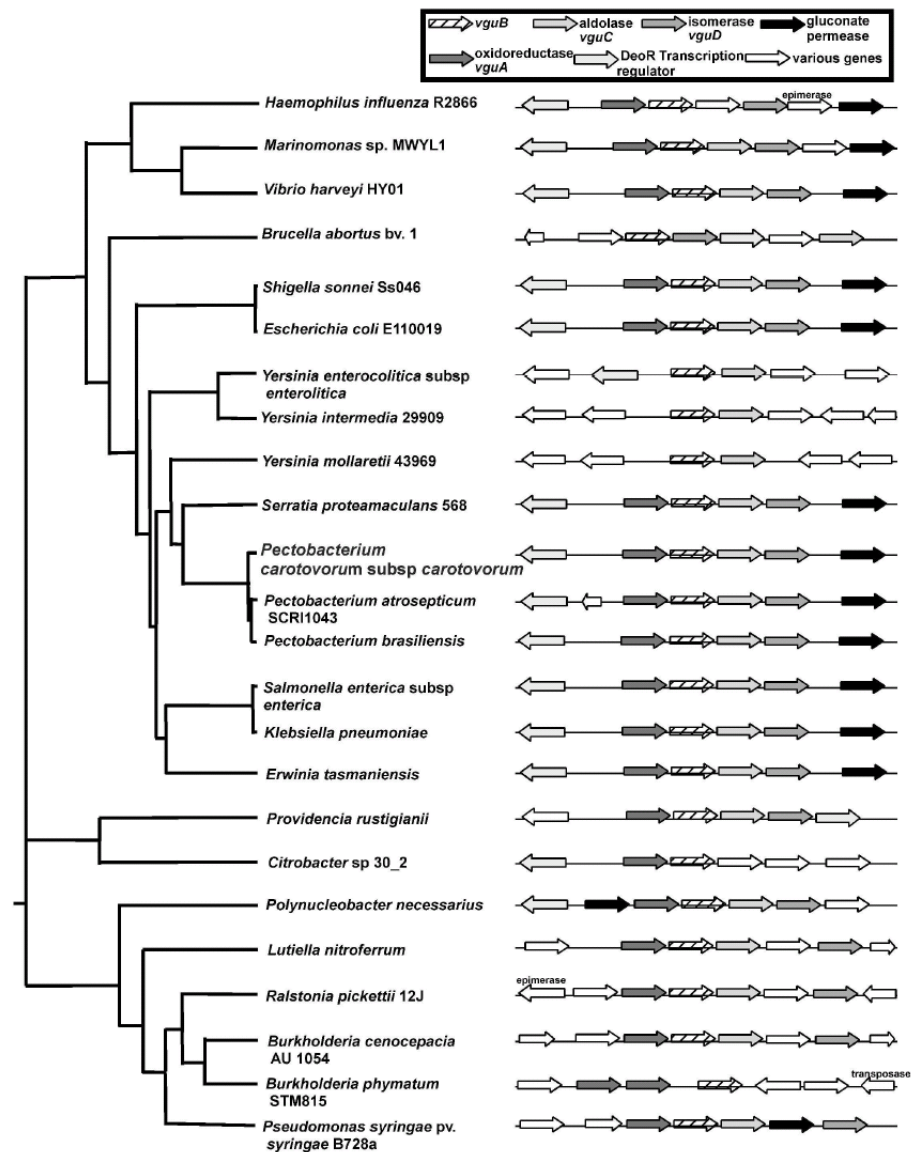 vguB
aldolase
vguC
isomerase
vguD
gluconate
permease
oxidoreductase
vguA
DeoR Transcription
regulator
various genes
Haemophilus influenza R2866
epimerase
Marinomonas sp. MWYL1
Vibrio harveyi HY01
Brucella abortus bv. 1
Shigella sonnei Ss046
Escherichia coli E110019
Yersinia enterocolitica subsp
enterolitica
Yersinia intermedia 29909
Yersinia mollaretii 43969
Serratia proteamaculans 568
Pectobacterium
carotovorum subsp carotovorum
Pectobacterium atrosepticum
SCRI1043
Pectobacterium brasiliensis
Salmonella enterica subsp
enterica
Klebsiella pneumoniae
Erwinia tasmaniensis
Providencia rustigianii
Citrobacter sp 30_2
Polynucleobacter necessarius
Lutiella nitroferrum
epimerase
Ralstonia pickettii 12J
Burkholderia cenocepacia
AU 1054
Burkholderia phymatum
STM815
transposase
Pseudomonas syringae pv.
syringae B728a